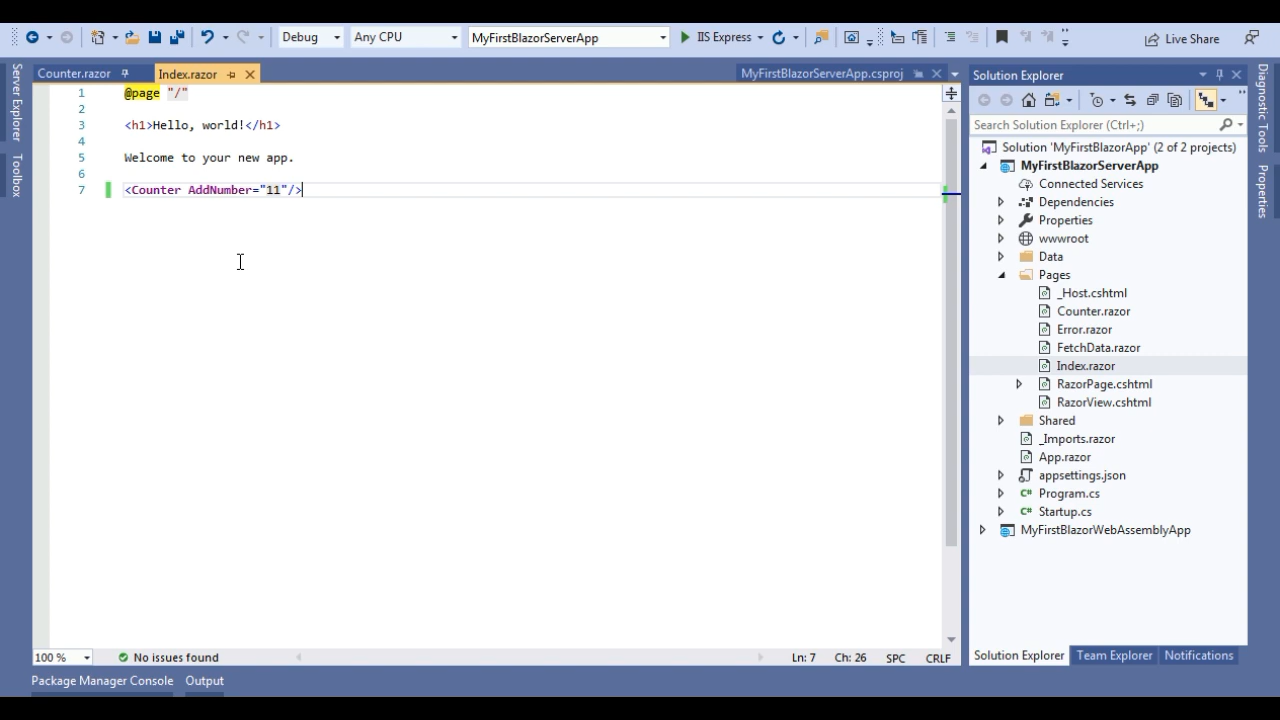 Debug
Any CPU
MyFirstBlazorServerApp
IIS Express
Live Share
Server Explorer
Toolbox
Counter.razor
Index.razor
MyFirstBlazorServerApp.csproj
1 @page "/"
2
3 <h1>Hello, world!</h1>
4
5 Welcome to your new app.
6
7 <Counter AddNumber="11"/>
100 %
No issues found
Ln: 7
Ch: 26
SPC
CRLF
Package Manager Console
Output
Solution Explorer
Search Solution Explorer (Ctrl+;)
Solution 'MyFirstBlazorApp' (2 of 2 projects)
MyFirstBlazorServerApp
Connected Services
Dependencies
Properties
wwwroot
Data
Pages
_Host.cshtml
Counter.razor
Error.razor
FetchData.razor
Index.razor
RazorPage.cshtml
RazorView.cshtml
Shared
_Imports.razor
App.razor
appsettings.json
C# Program.cs
C# Startup.cs
MyFirstBlazorWebAssemblyApp
Solution Explorer
Team Explorer
Notifications
Diagnostic Tools
Properties